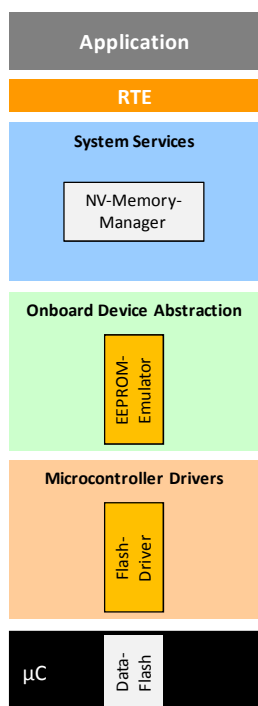 Application
RTE
System Services
NV-Memory-
Manager
Onboard Device Abstraction
EEPROM-
Emulator
Microcontroller Drivers
Flash-
Driver
µC
Data-
Flash